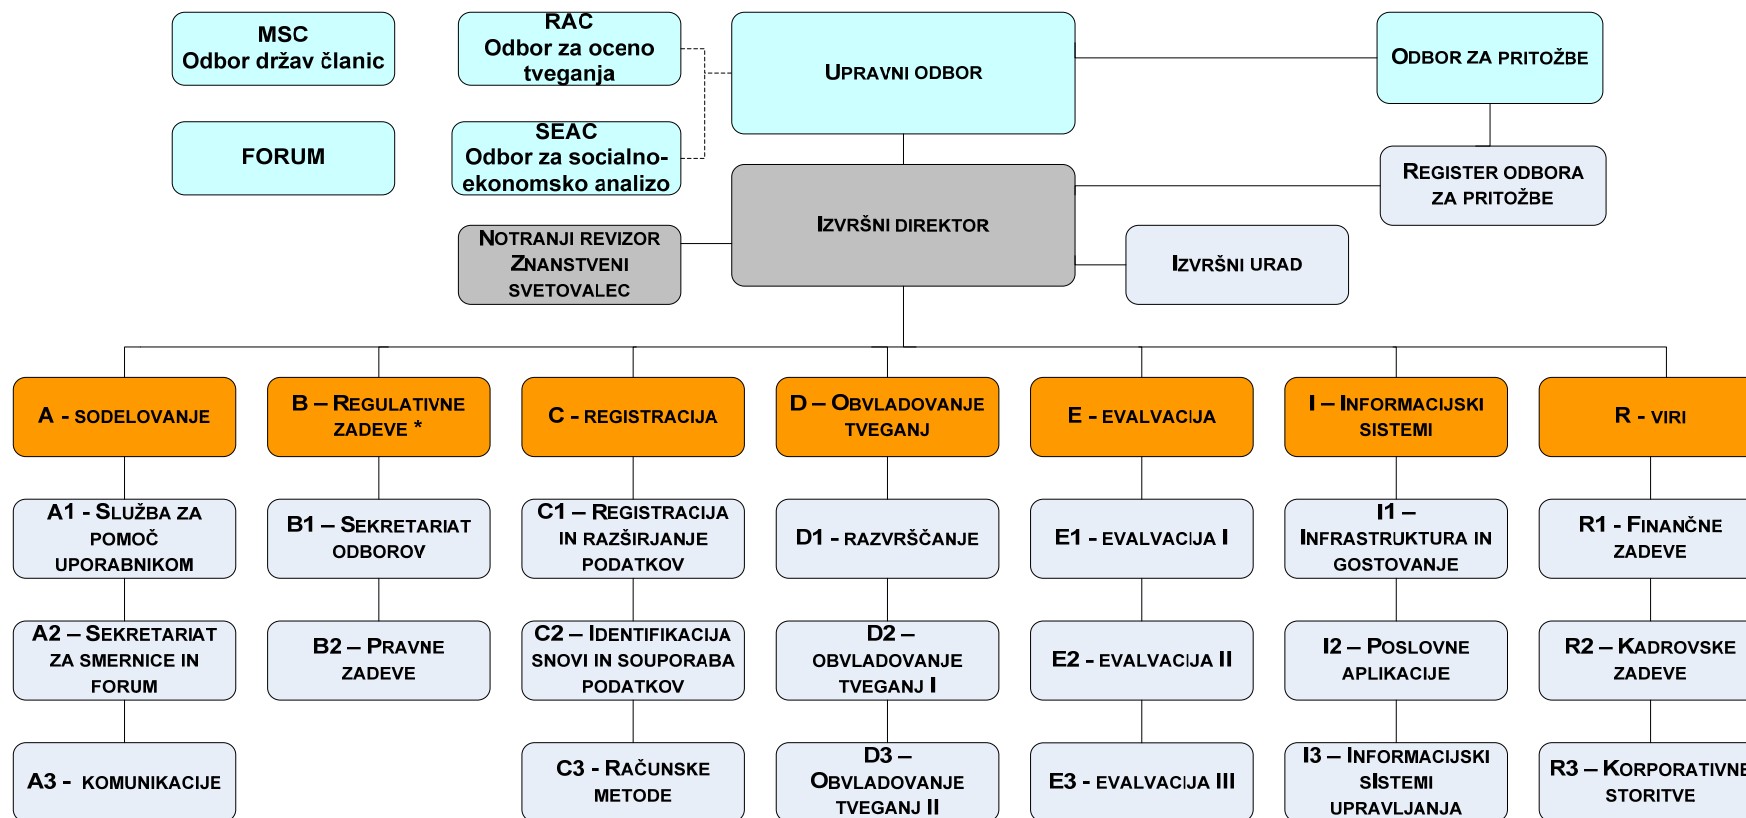 MSC
Odbor držav članic
RAC
Odbor za oceno
tveganja
UPRAVNI ODBOR
ODBOR ZA PRITOŽBE
FORUM
SEAC
Odbor za socialno-
ekonomsko analizo
REGISTER ODBORA
ZA PRITOŽBE
IZVRŠNI DIREKTOR
NOTRANJI REVIZOR
ZNANSTVENI
SVETOVALEC
IZVRŠNI URAD
A - SODELOVANJE
B – REGULATIVNE
ZADEVE *
C - REGISTRACIJA
D – OBVLADOVANJE
TVEGANJ
E - EVALVACIJA
I – INFORMACIJSKI
SISTEMI
R - VIRI
A1 - SLUŽBA ZA
POMOČ
UPORABNIKOM
B1 – SEKRETARIAT
ODBOROV
C1 – REGISTRACIJA
IN RAZŠIRJANJE
PODATKOV
D1 - RAZVRŠČANJE
E1 - EVALVACIJA I
I1 –
INFRASTRUKTURA IN
GOSTOVANJE
R1 - FINANČNE
ZADEVE
A2 – SEKRETARIAT
ZA SMERNICE IN
FORUM
B2 – PRAVNE
ZADEVE
C2 – IDENTIFIKACIJA
SNOVI IN SOUPORABA
PODATKOV
D2 –
OBVLADOVANJE
TVEGANJ I
E2 - EVALVACIJA II
I2 – POSLOVNE
APLIKACIJE
R2 – KADROVSKE
ZADEVE
A3 - KOMUNIKACIJE
C3 - RAČUNSKE
METODE
D3 –
OBVLADOVANJE
TVEGANJ II
E3 - EVALVACIJA III
I3 – INFORMACIJSKI
SISTEMI
UPRAVLJANJA
R3 – KORPORATIVNE
STORITVE